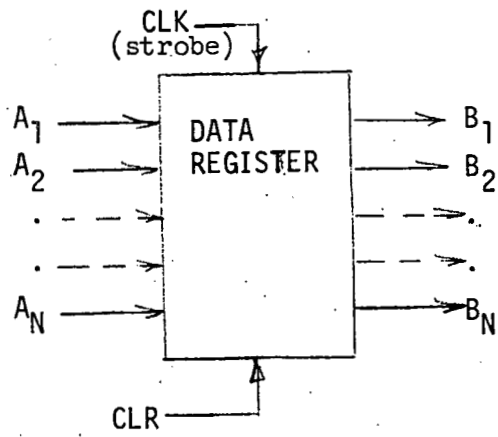 CLK
(strobe)
A1
A2
.
.
AN
DATA
REGISTER
B1
B2
.
.
BN
CLR